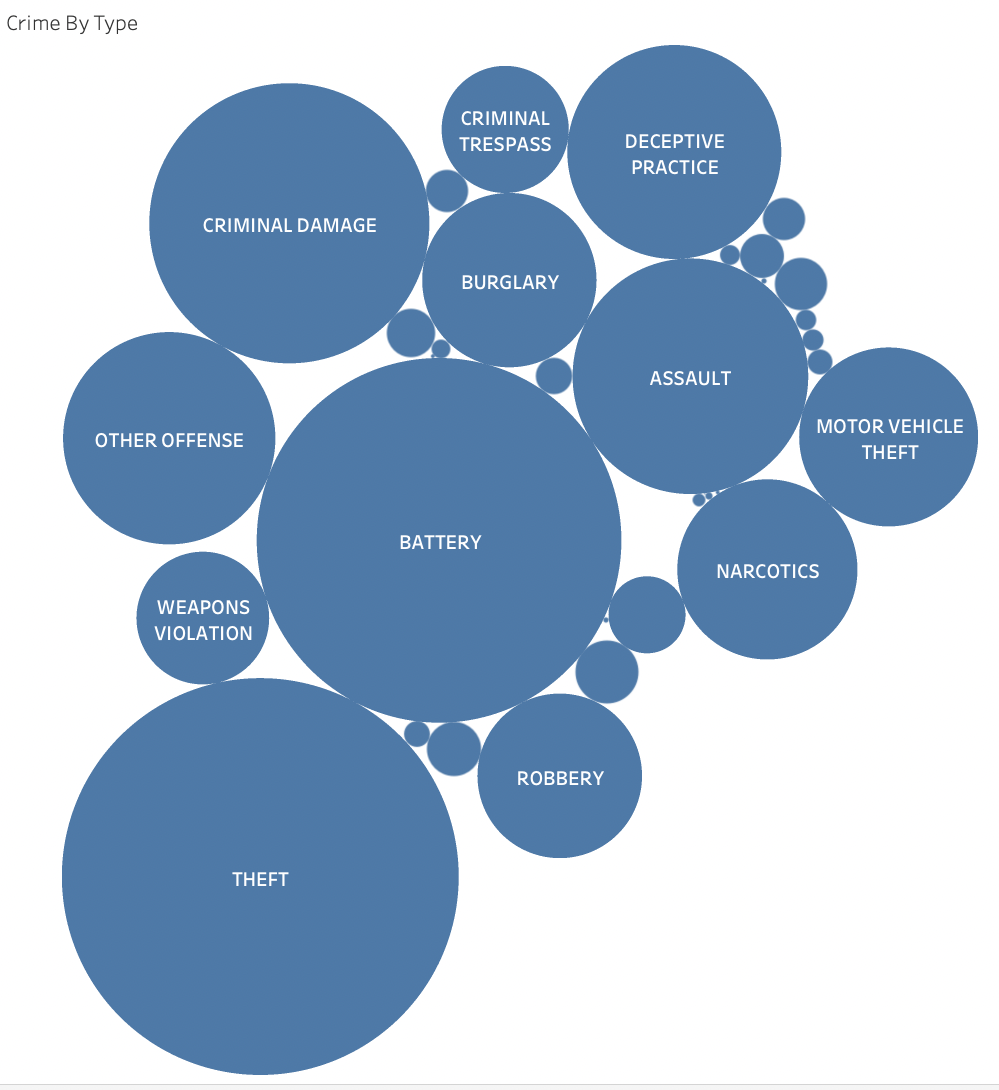 Crime By Type
CRIMINAL
TRESPASS
DECEPTIVE
PRACTICE
CRIMINAL DAMAGE
BURGLARY
ASSAULT
MOTOR VEHICLE
THEFT
OTHER OFFENSE
BATTERY
NARCOTICS
WEAPONS
VIOLATION
ROBBERY
THEFT